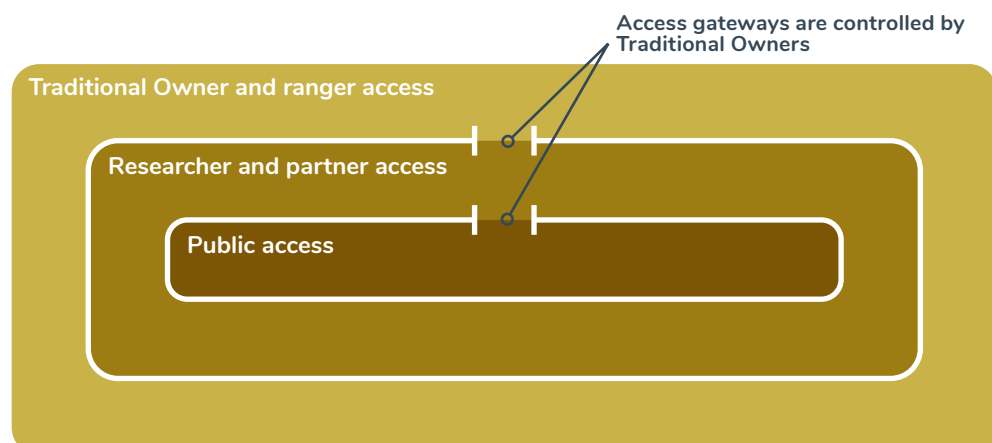 Access gateways are controlled by
Traditional Owners
Traditional Owner and ranger access
Researcher and partner access
Public access